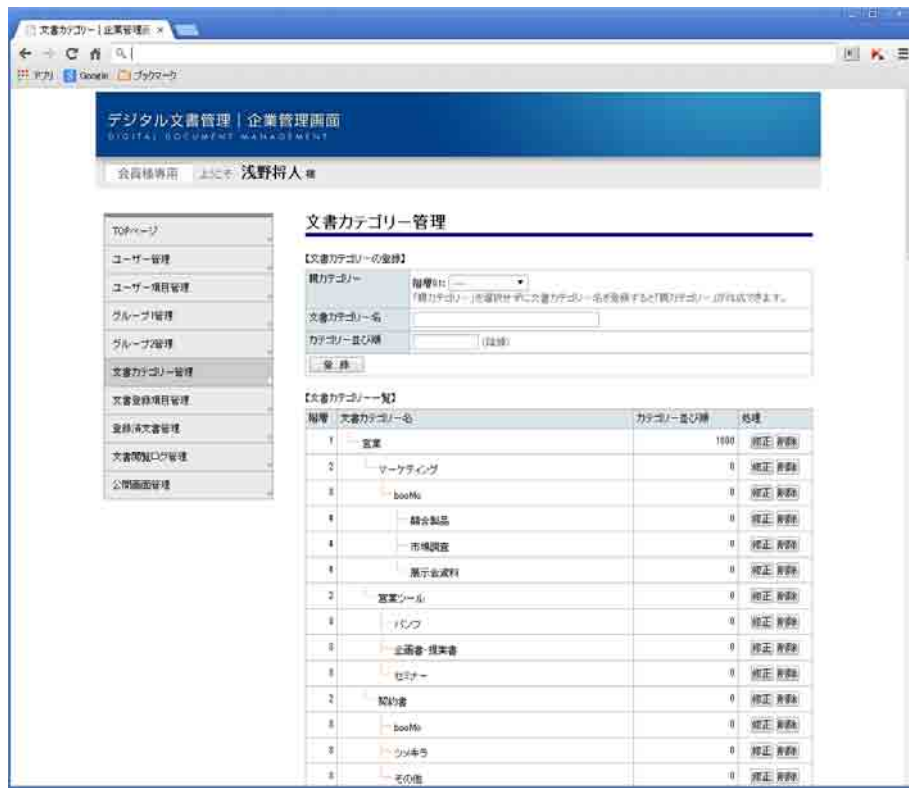 文書カテゴリー | 企業管理画
アプリ Google ブックマーク
デジタル文書管理 | 企業管理画面
DIGITAL DOCUMENT MANAGEMENT
会員様専用 ようこそ 浅野将人 様
TOPページ
ユーザー管理
ユーザー項目管理
グループ1管理
グループ2管理
文書カテゴリー管理
文書登録項目管理
登録済文書管理
文書閲覧ログ管理
公開画面管理
文書カテゴリー管理
【文書カテゴリーの登録】
親カテゴリー 階層01: ---
「親カテゴリー」を選択せずに文書カテゴリー名を登録すると「親カテゴリー」が作成できます。
文書カテゴリー名
カテゴリー並び順 (降順)
登 録
【文書カテゴリー一覧】
階層 文書カテゴリー名 カテゴリー並び順 処理
1 営業 1000 修正 削除
2 マーケティング 0 修正 削除
3 booMo 0 修正 削除
4 競合製品 0 修正 削除
4 市場調査 0 修正 削除
4 展示会資料 0 修正 削除
2 営業ツール 0 修正 削除
3 パンフ 0 修正 削除
3 企画書・提案書 0 修正 削除
3 セミナー 0 修正 削除
2 契約書 0 修正 削除
3 booMo 0 修正 削除
3 ツメキラ 0 修正 削除
3 その他 0 修正 削除